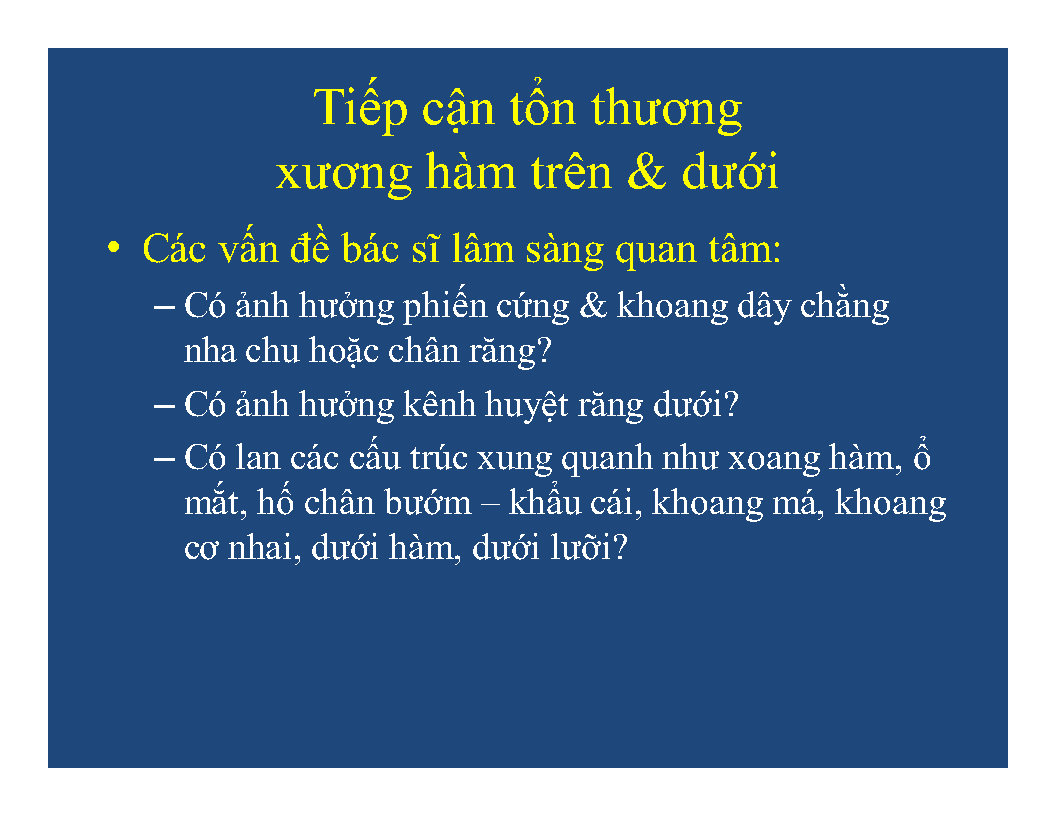 Tiếp cận tổn thương
xương hàm trên & dưới
• Các vấn đề bác sĩ lâm sàng quan tâm:
– Có ảnh hưởng phiến cứng & khoang dây chằng
nha chu hoặc chân răng?
– Có ảnh hưởng kênh huyệt răng dưới?
– Có lan các cấu trúc xung quanh như xoang hàm, ổ
mắt, hố chân bướm – khẩu cái, khoang má, khoang
cơ nhai, dưới hàm, dưới lưỡi?